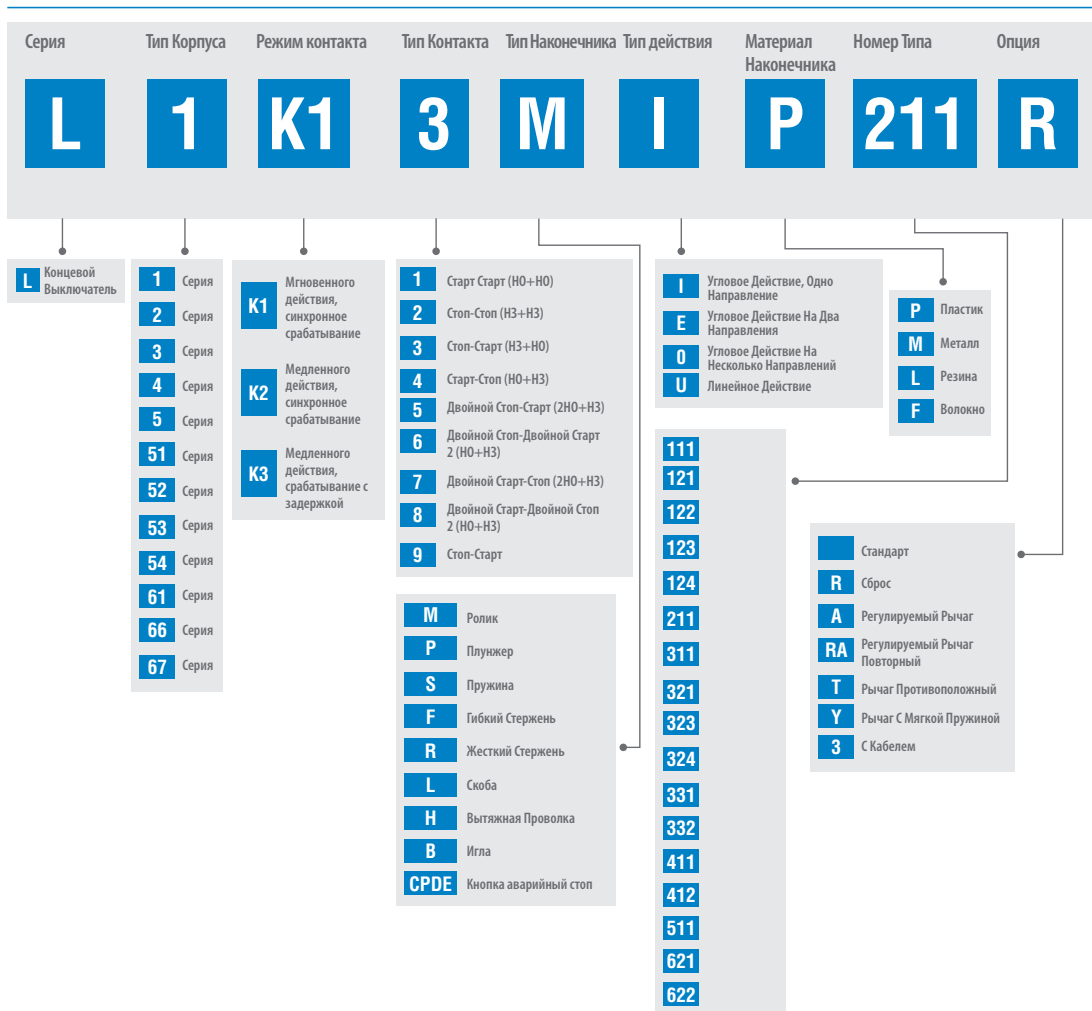 Серия
Тип Корпуса
Режим контакта
Тип Контакта
Тип Наконечника
Тип действия
Материал
Наконечника
Номер Типа
Опция
L
1
K1
3
M
I
P
211
R
L Концевой
Выключатель
1 Серия
2 Серия
3 Серия
4 Серия
5 Серия
51 Серия
52 Серия
53 Серия
54 Серия
61 Серия
66 Серия
67 Серия
K1 Мгновенного
действия,
синхронное
срабатывание
K2 Медленного
действия,
синхронное
срабатывание
K3 Медленного
действия,
срабатывание с
задержкой
1 Старт Старт (НО+НО)
2 Стоп-Стоп (НЗ+НЗ)
3 Стоп-Старт (НЗ+НО)
4 Старт-Стоп (НО+НЗ)
5 Двойной Стоп-Старт (2НО+НЗ)
6 Двойной Стоп-Двойной Старт
2 (НО+НЗ)
7 Двойной Старт-Стоп (2НО+НЗ)
8 Двойной Старт-Двойной Стоп
2 (НО+НЗ)
9 Стоп-Старт
M Ролик
P Плунжер
S Пружина
F Гибкий Стержень
R Жесткий Стержень
L Скоба
H Вытяжная Проволка
B Игла
CPDE Кнопка аварийный стоп
I Угловое Действие, Одно
Направление
E Угловое Действие На Два
Направления
0 Угловое Действие На
Несколько Направлений
U Линейное Действие
111
121
122
123
124
211
311
321
323
324
331
332
411
412
511
621
622
P Пластик
M Металл
L Резина
F Волокно
Стандарт
R Сброс
A Регулируемый Рычаг
RA Регулируемый Рычаг
Повторный
T Рычаг Противоположный
Y Рычаг С Мягкой Пружиной
3 С Кабелем